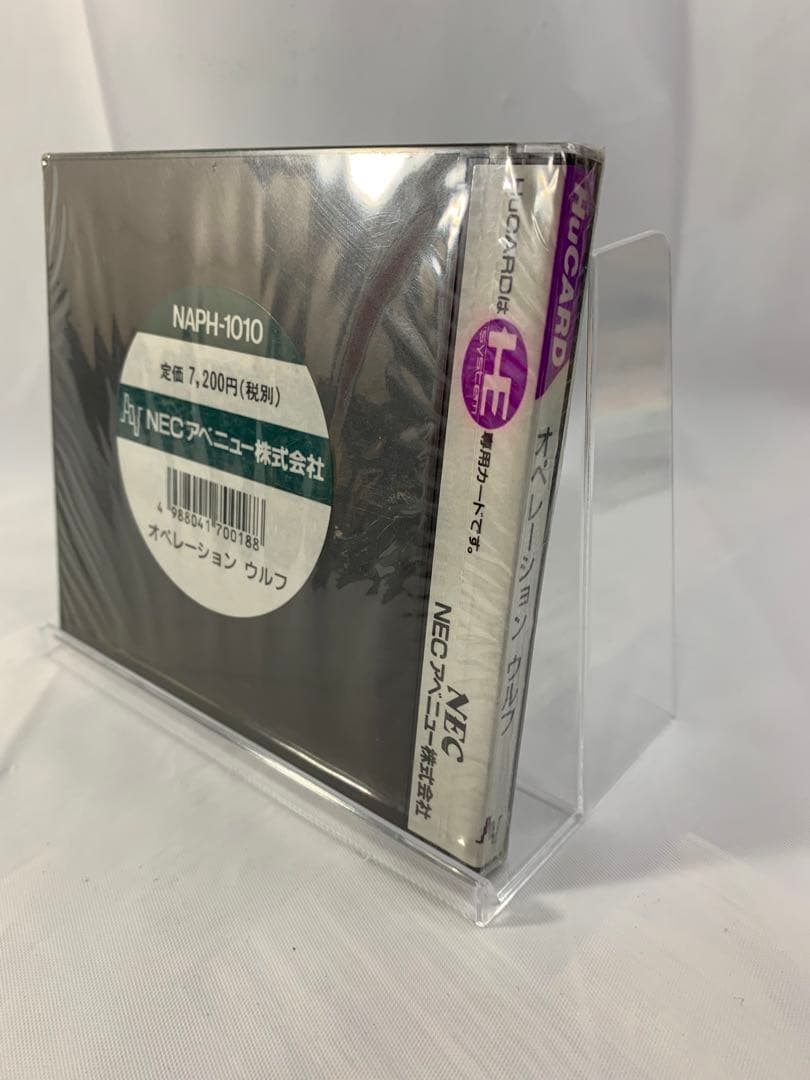 NAPH-1010
定価 7,200円(税別)
NECアベニュー株式会社
4 988041 700188
オペレーション ウルフ
HuCARDは
HE
system
専用カードです。
NEC
NECアベニュー株式会社
HuCARD
オペレーション ウルフ